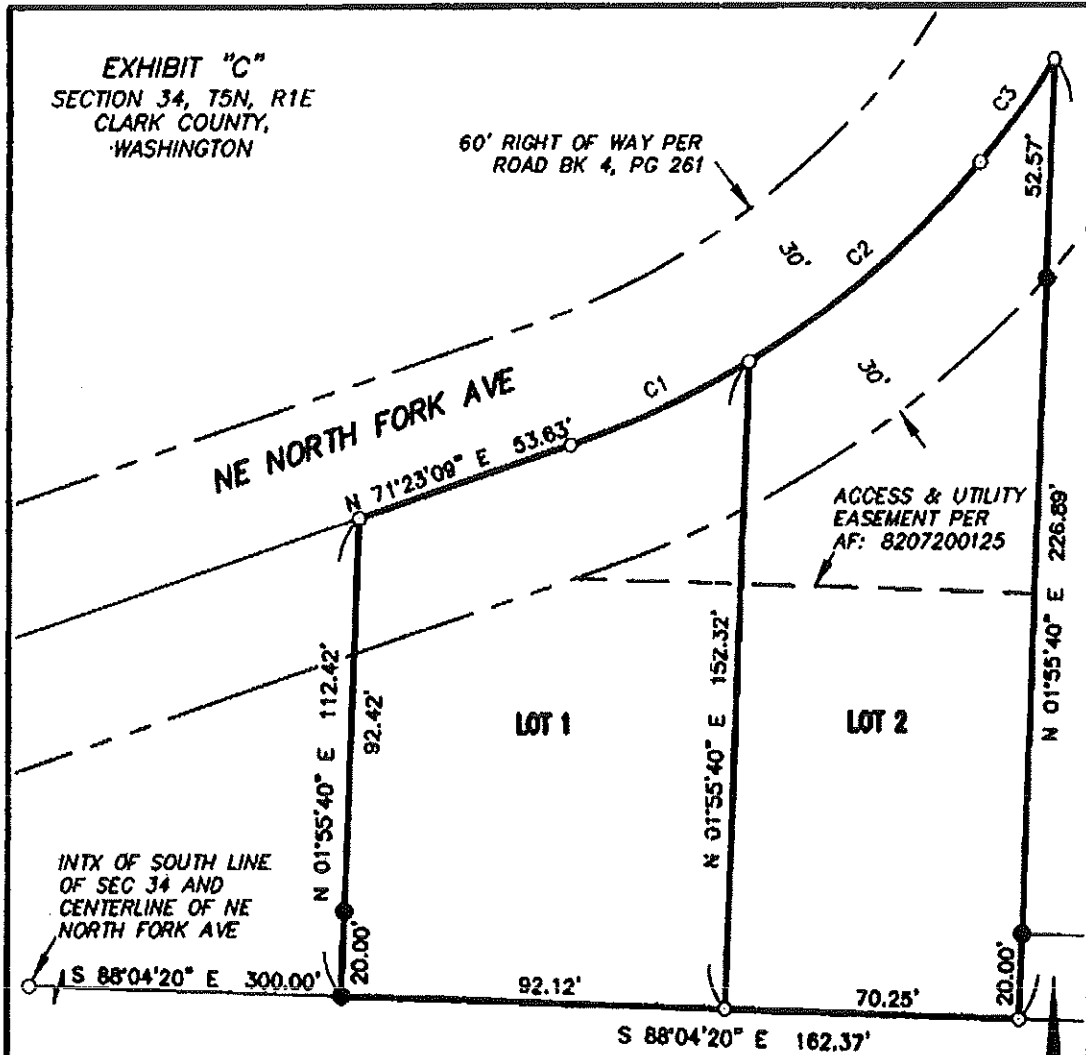 EXHIBIT "C"
SECTION 34, T5N, R1E
CLARK COUNTY,
WASHINGTON
60' RIGHT OF WAY PER
ROAD BK 4, PG 261
C3
52.57'
30'
C2
C1
30'
NE NORTH FORK AVE
N 71°23'09" E 53.63'
ACCESS & UTILITY
EASEMENT PER
AF: 8207200125
N 01°55'40" E 112.42'
92.42'
LOT 1
N 01°55'40" E 152.32'
LOT 2
N 01°55'40" E 226.89'
INTX OF SOUTH LINE
OF SEC 34 AND
CENTERLINE OF NE
NORTH FORK AVE
S 88°04'20" E 300.00'
20.00'
92.12'
70.25'
20.00'
S 88°04'20" E 162.37'